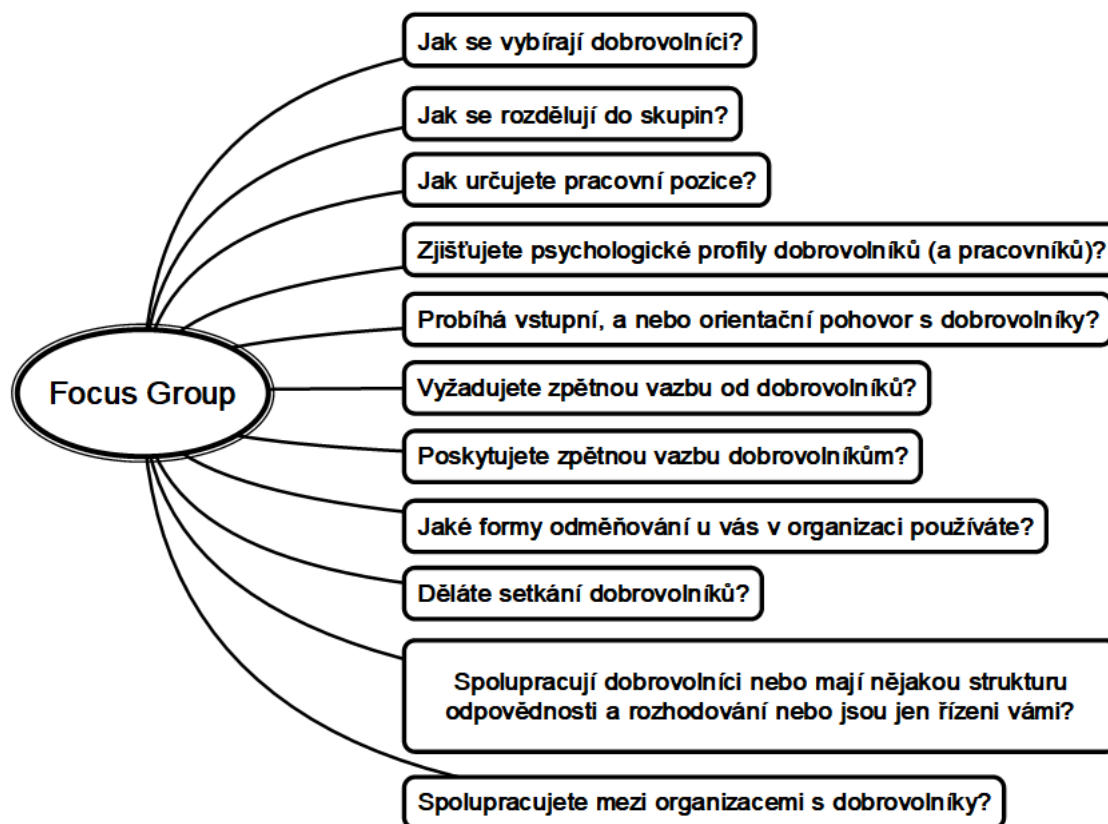 Jak se vybírají dobrovolníci?
Jak se rozdělují do skupin?
Jak určujete pracovní pozice?
Zjišťujete psychologické profily dobrovolníků (a pracovníků)?
Probíhá vstupní, a nebo orientační pohovor s dobrovolníky?
Focus Group
Vyžadujete zpětnou vazbu od dobrovolníků?
Poskytujete zpětnou vazbu dobrovolníkům?
Jaké formy odměňování u vás v organizaci používáte?
Děláte setkání dobrovolníků?
Spolupracují dobrovolníci nebo mají nějakou strukturu
odpovědnosti a rozhodování nebo jsou jen řízeni vámi?
Spolupracujete mezi organizacemi s dobrovolníky?